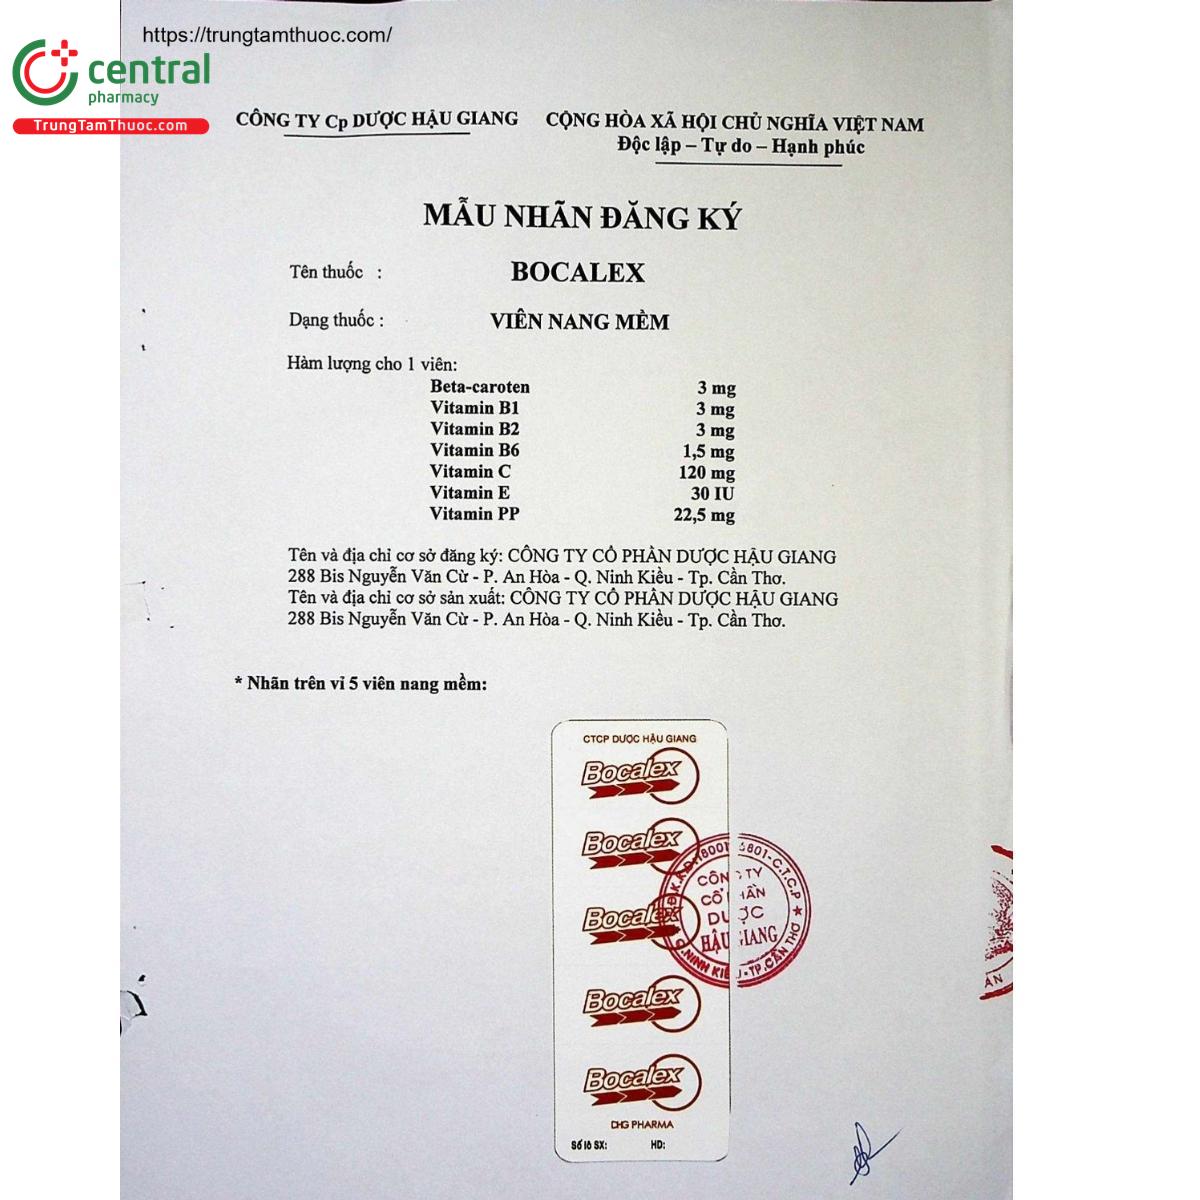 https://trungtamthuoc.com/
central
pharmacy
TrungTamThuoc.com
CÔNG TY Cp DƯỢC HẬU GIANG
CỘNG HÒA XÃ HỘI CHỦ NGHĨA VIỆT NAM
Độc lập – Tự do – Hạnh phúc
MẪU NHÃN ĐĂNG KÝ
Tên thuốc : BOCALEX
Dạng thuốc : VIÊN NANG MỀM
Hàm lượng cho 1 viên:
Beta-caroten 3 mg
Vitamin B1 3 mg
Vitamin B2 3 mg
Vitamin B6 1,5 mg
Vitamin C 120 mg
Vitamin E 30 IU
Vitamin PP 22,5 mg
Tên và địa chỉ cơ sở đăng ký: CÔNG TY CỔ PHẦN DƯỢC HẬU GIANG
288 Bis Nguyễn Văn Cừ - P. An Hòa - Q. Ninh Kiều - Tp. Cần Thơ.
Tên và địa chỉ cơ sở sản xuất: CÔNG TY CỔ PHẦN DƯỢC HẬU GIANG
288 Bis Nguyễn Văn Cừ - P. An Hòa - Q. Ninh Kiều - Tp. Cần Thơ.
* Nhãn trên vỉ 5 viên nang mềm:
CTCP DƯỢC HẬU GIANG
Bocalex
Bocalex
Bocalex
Bocalex
Bocalex
DHG PHARMA
Số lô SX: HD:
CÔNG TY
CỔ PHẦN
DƯỢC
HẬU GIANG
Q.NINH KIỀU-TP.CẦN THƠ
ÁN